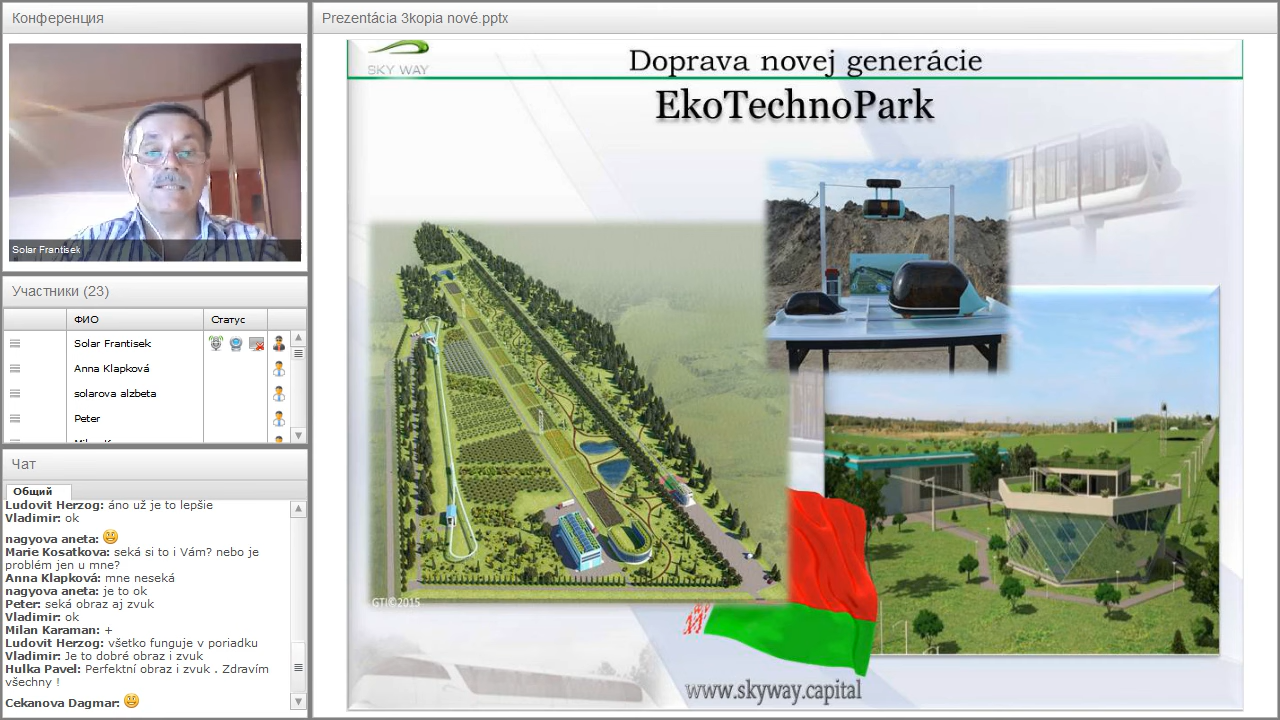 Конференция
Solar Frantisek
Участники (23)
ФИО
Статус
Solar Frantisek
Anna Klapková
solarova alzbeta
Peter
Чат
Общий
Ludovit Herzog: áno už je to lepšie
Vladimir: ok
nagyova aneta:
Marie Kosatkova: seká si to i Vám? nebo je
problém jen u mne?
Anna Klapková: mne neseká
nagyova aneta: je to ok
Peter: seká obraz aj zvuk
Vladimir: ok
Milan Karaman: +
Ludovit Herzog: všetko funguje v poriadku
Vladimir: Je to dobré obraz i zvuk
Hulka Pavel: Perfektní obraz i zvuk . Zdravím
všechny !
Cekanova Dagmar:
Prezentácia 3kopia nové.pptx
SKY WAY
Doprava novej generácie
EkoTechnoPark
GTI©2015
www.skyway.capital